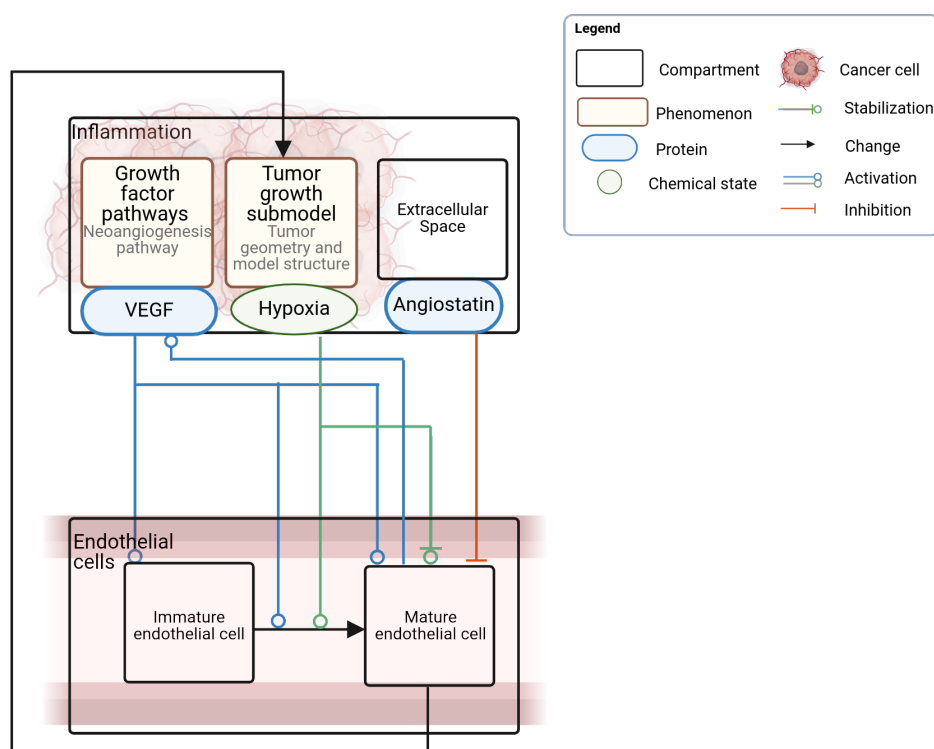 Legend
Compartment
Cancer cell
Phenomenon
Stabilization
Protein
Change
Chemical state
Activation
Inhibition
Inflammation
Growth
factor
pathways
Neoangiogenesis
pathway
Tumor
growth
submodel
Tumor
geometry and
model structure
Extracellular
Space
VEGF
Hypoxia
Angiostatin
Endothelial
cells
Immature
endothelial cell
Mature
endothelial cell